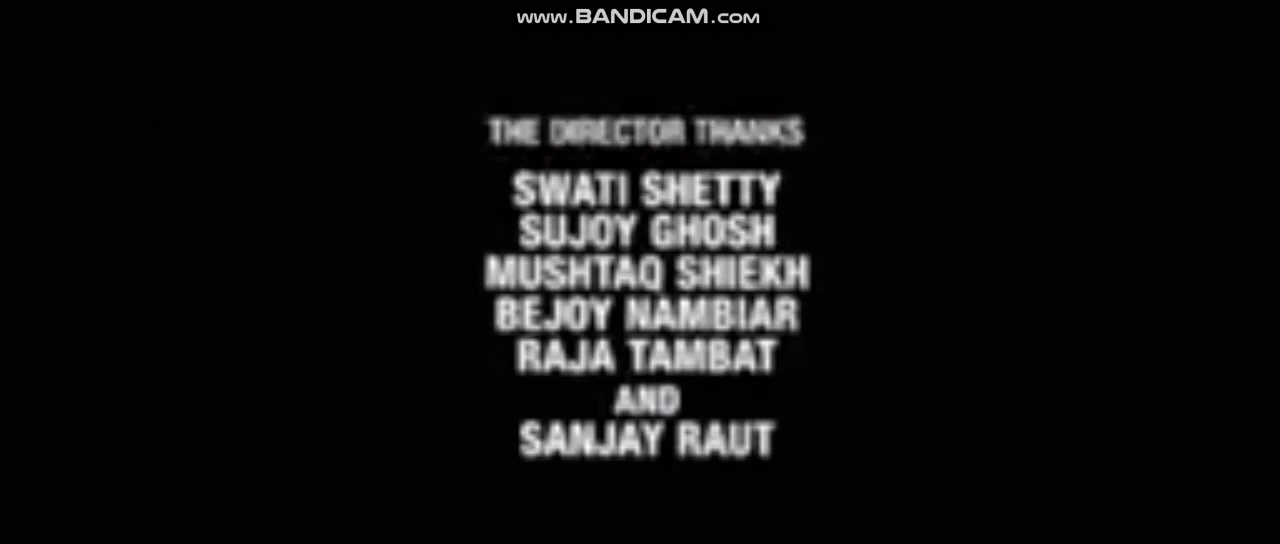 www.BANDICAM.com
THE DIRECTOR THANKS
SWATI SHETTY
SUJOY GHOSH
MUSHTAQ SHIEKH
BEJOY NAMBIAR
RAJA TAMBAT
AND
SANJAY RAUT